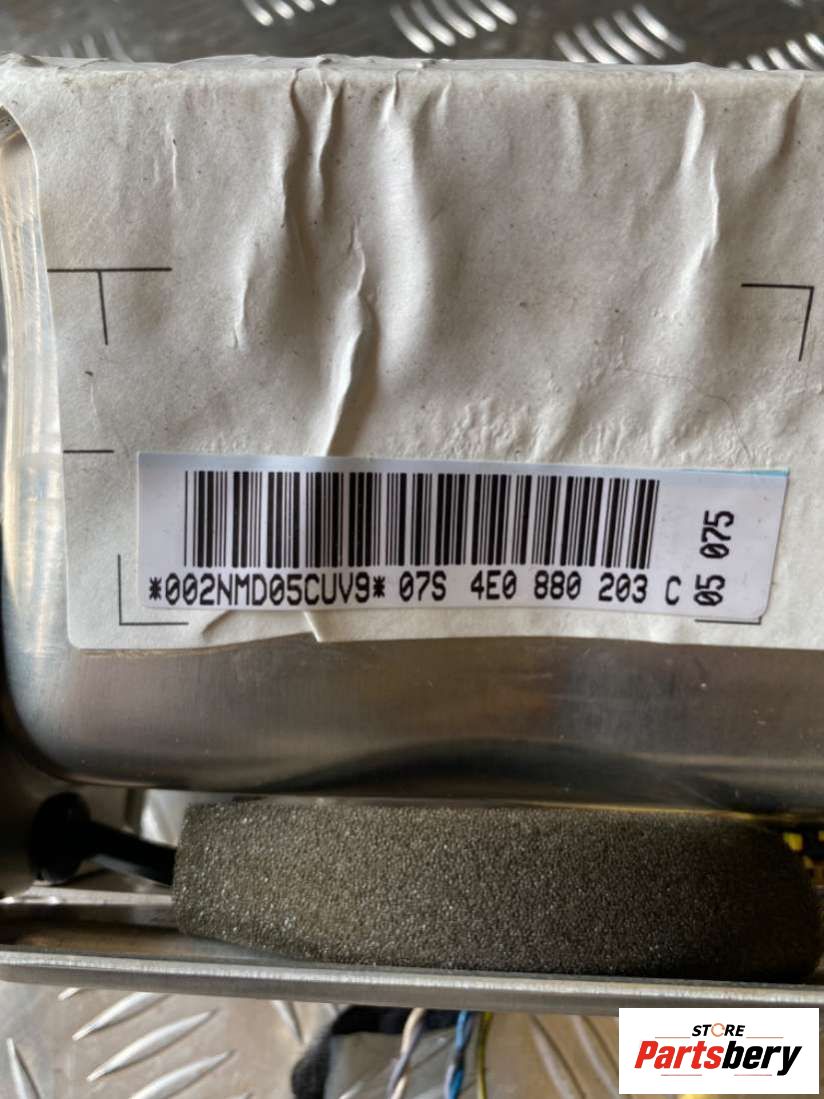 *002NMD05CUV9* 07S 4E0 880 203 C
05 075
STORE
Partsbery